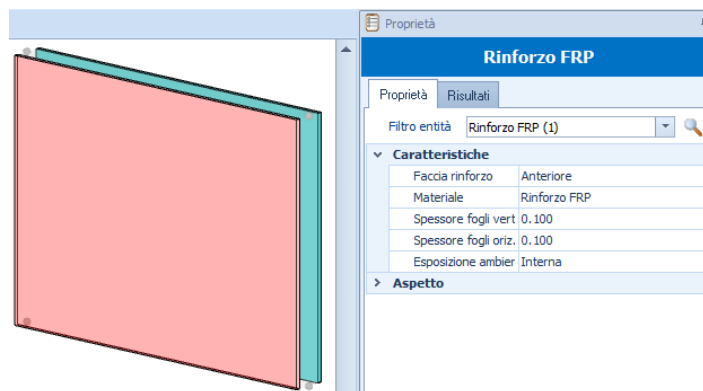 Proprietà
Rinforzo FRP
Proprietà Risultati
Filtro entità Rinforzo FRP (1)
Caratteristiche
Faccia rinforzo Anteriore
Materiale Rinforzo FRP
Spessore fogli vert 0.100
Spessore fogli oriz. 0.100
Esposizione ambier Interna
Aspetto